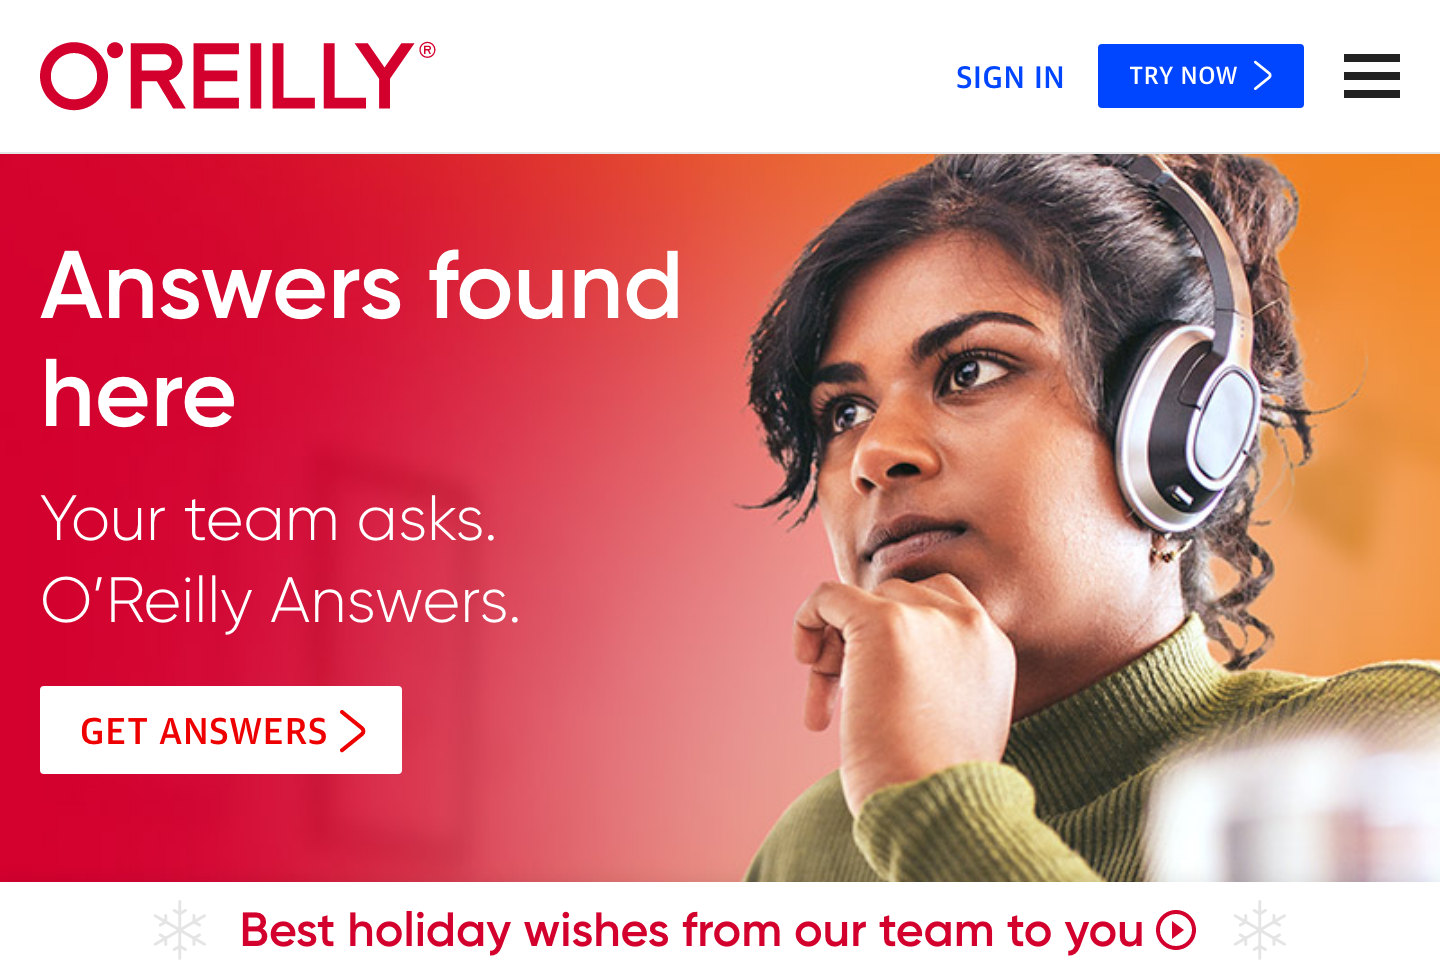 O'REILLY®
SIGN IN
TRY NOW
Answers found
here
Your team asks.
O’Reilly Answers.
GET ANSWERS
Best holiday wishes from our team to you